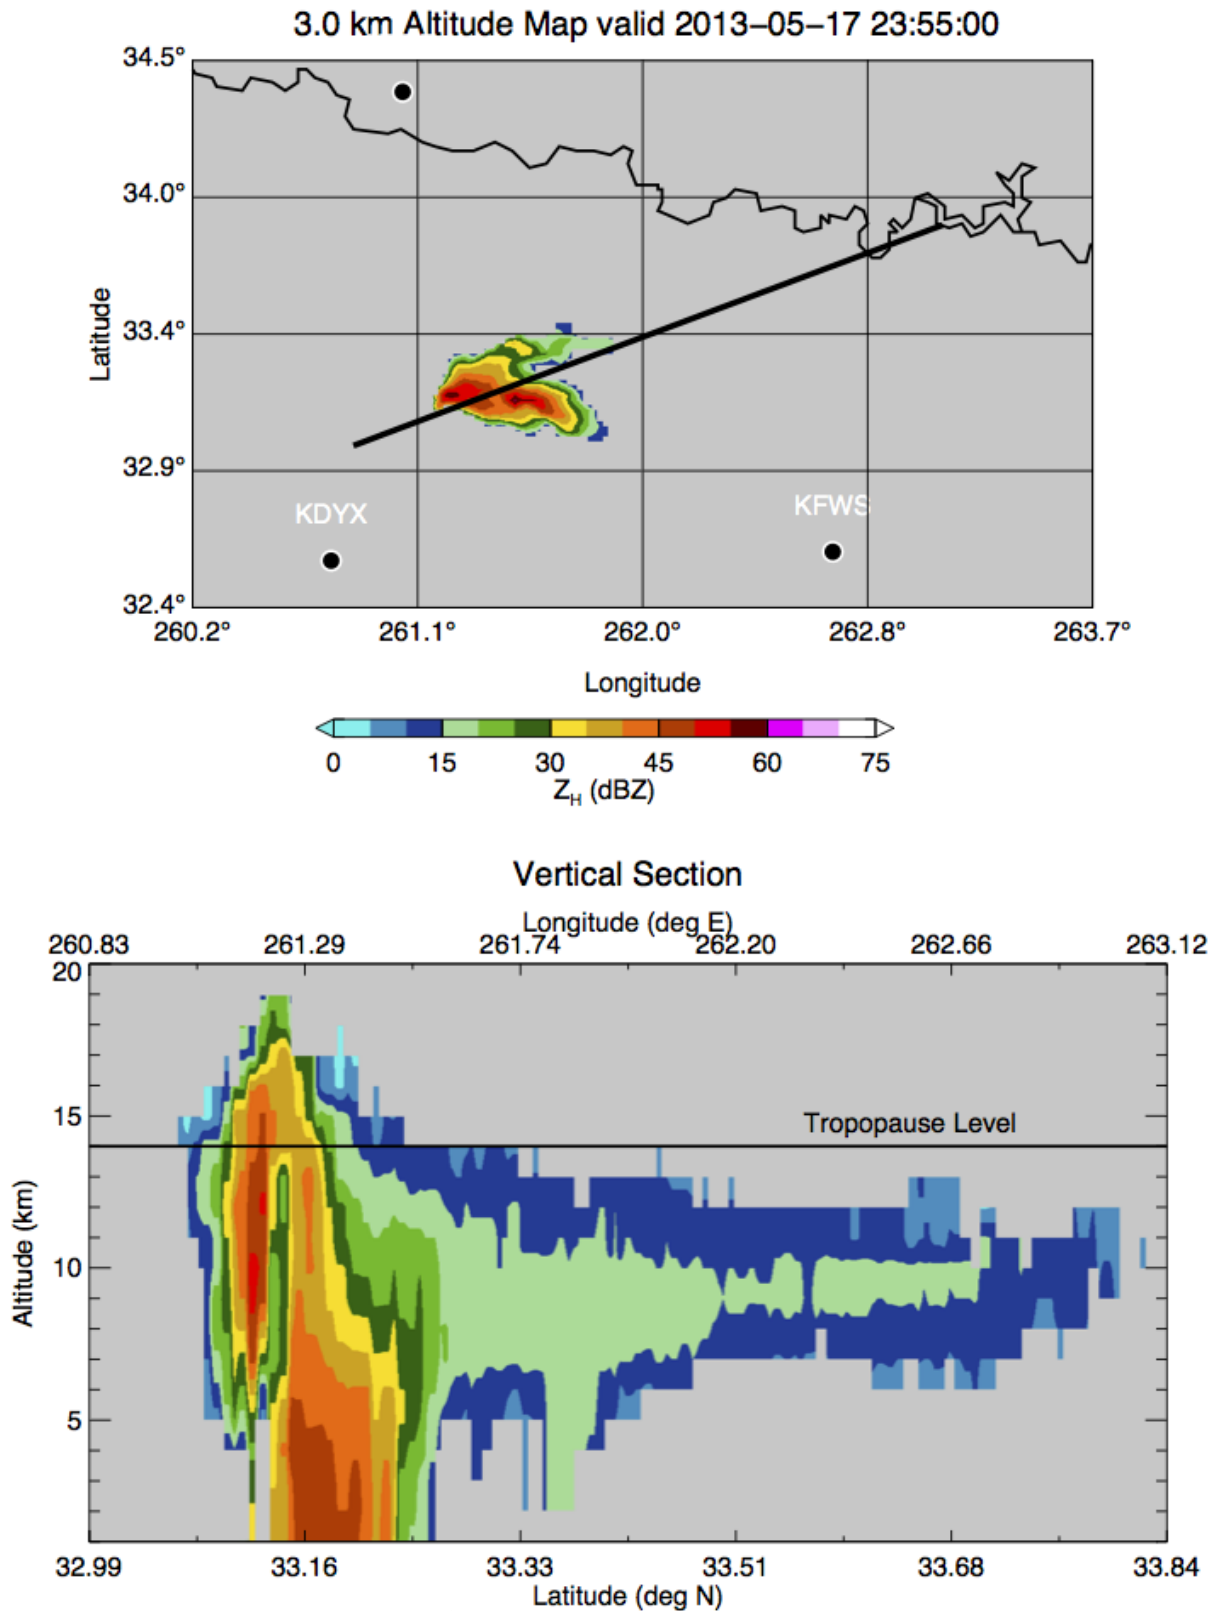 3.0 km Altitude Map valid 2013−05−17 23:55:00
34.5°
34.0°
33.4°
32.9°
32.4°
Latitude
KDYX
KFWS
260.2° 261.1° 262.0° 262.8° 263.7°
Longitude
0 15 30 45 60 75
Z_H (dBZ)
Vertical Section
Longitude (deg E)
260.83 261.29 261.74 262.20 262.66 263.12
20
15
10
5
Altitude (km)
Tropopause Level
32.99 33.16 33.33 33.51 33.68 33.84
Latitude (deg N)